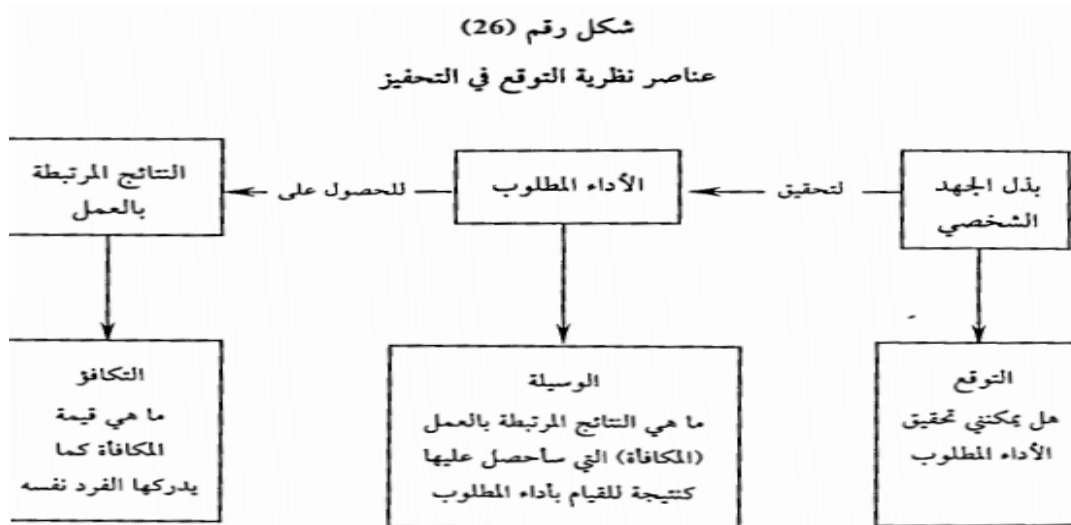 شكل رقم (26)
عناصر نظرية التوقع في التحفيز
بذل الجهد
الشخصي
لتحقيق
الأداء المطلوب
للحصول على
النتائج المرتبطة
بالعمل
التوقع
هل يمكنني تحقيق
الأداء المطلوب
الوسيلة
ما هي النتائج المرتبطة بالعمل
(المكافأة) التي سأحصل عليها
كنتيجة للقيام بأداء المطلوب
التكافؤ
ما هي قيمة
المكافأة كما
يدركها الفرد نفسه